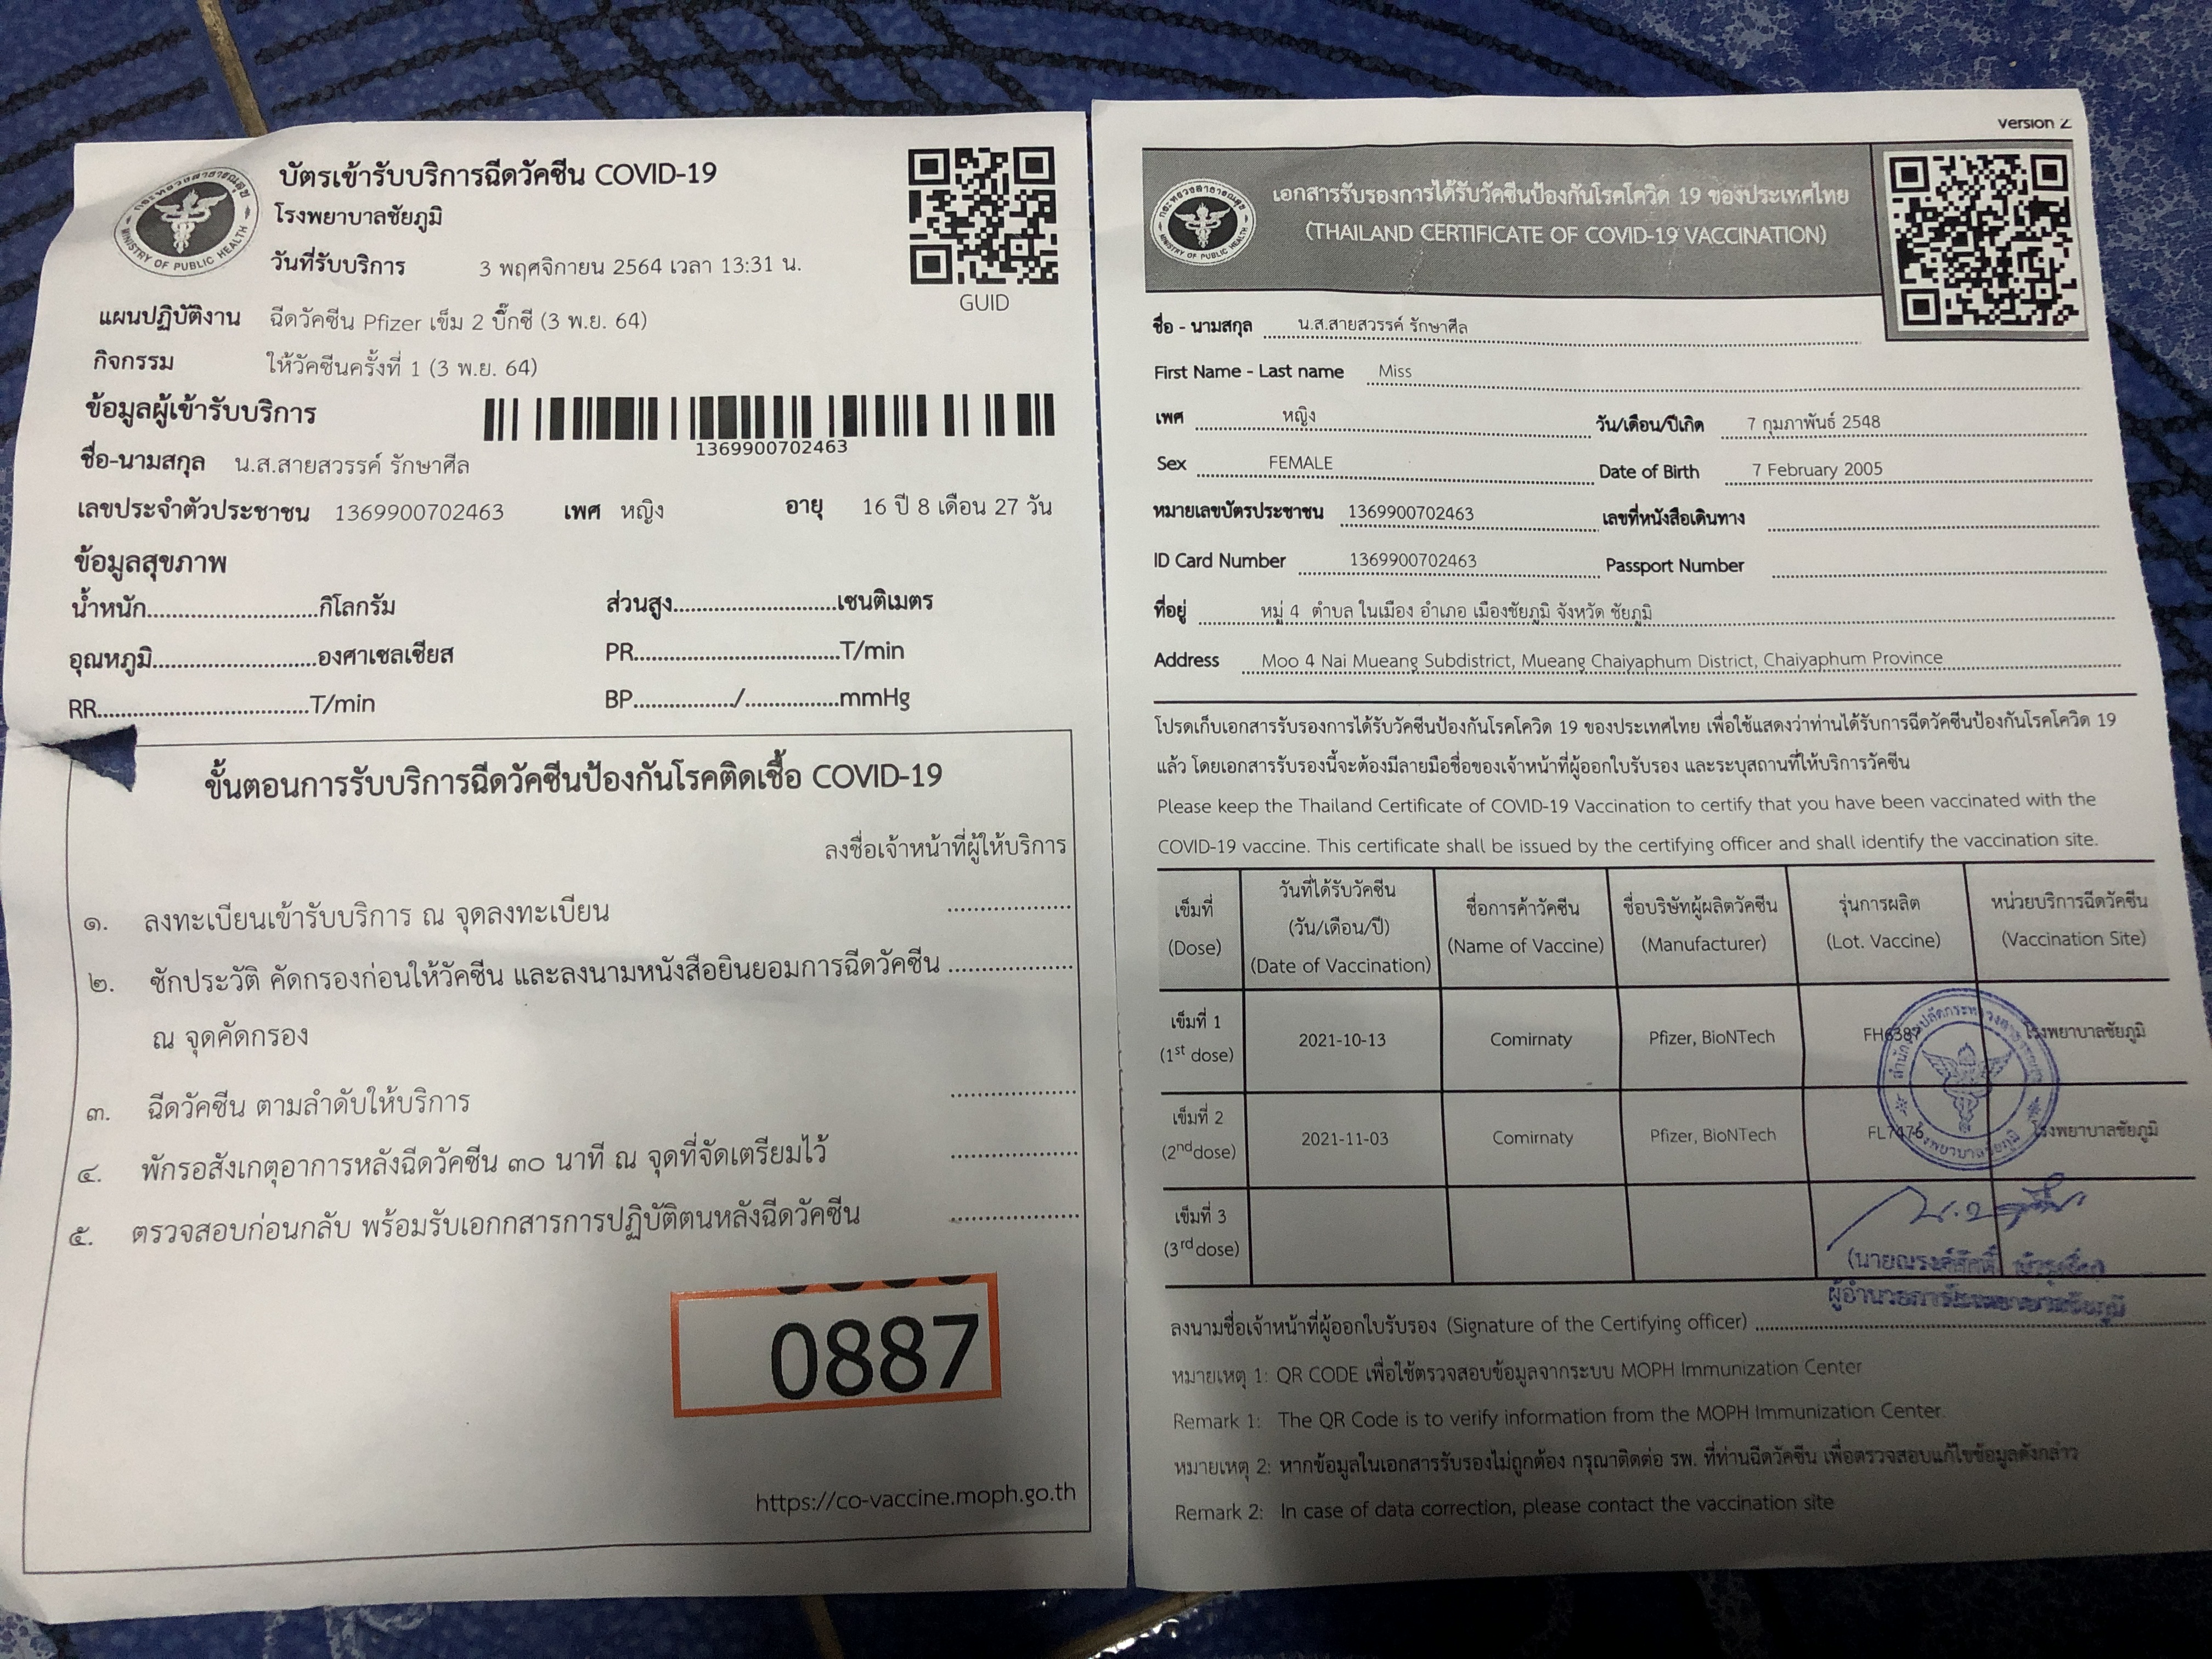 บัตรเข้ารับบริการฉีดวัคซีน COVID-19
โรงพยาบาลชัยภูมิ
วันที่รับบริการ 3 พฤศจิกายน 2564 เวลา 13:31 น.
GUID
กระทรวงสาธารณสุข
MINISTRY OF PUBLIC HEALTH
แผนปฏิบัติงาน ฉีดวัคซีน Pfizer เข็ม 2 บิ๊กซี (3 พ.ย. 64)
กิจกรรม ให้วัคซีนครั้งที่ 1 (3 พ.ย. 64)
ข้อมูลผู้เข้ารับบริการ
1369900702463
ชื่อ-นามสกุล น.ส.สายสวรรค์ รักษาศีล
เลขประจำตัวประชาชน 1369900702463 เพศ หญิง อายุ 16 ปี 8 เดือน 27 วัน
ข้อมูลสุขภาพ
น้ำหนัก..............................กิโลกรัม ส่วนสูง..............................เซนติเมตร
อุณหภูมิ..............................องศาเซลเซียส PR..............................T/min
RR..............................T/min BP................/................mmHg
ขั้นตอนการรับบริการฉีดวัคซีนป้องกันโรคติดเชื้อ COVID-19
ลงชื่อเจ้าหน้าที่ผู้ให้บริการ
๑. ลงทะเบียนเข้ารับบริการ ณ จุดลงทะเบียน ....................
๒. ซักประวัติ คัดกรองก่อนให้วัคซีน และลงนามหนังสือยินยอมการฉีดวัคซีน ....................
ณ จุดคัดกรอง
๓. ฉีดวัคซีน ตามลำดับให้บริการ ....................
๔. พักรอสังเกตุอาการหลังฉีดวัคซีน ๓๐ นาที ณ จุดที่จัดเตรียมไว้ ....................
๕. ตรวจสอบก่อนกลับ พร้อมรับเอกกสารการปฏิบัติตนหลังฉีดวัคซีน ....................
0887
https://co-vaccine.moph.go.th
Version 2
กระทรวงสาธารณสุข
MINISTRY OF PUBLIC HEALTH
เอกสารรับรองการได้รับวัคซีนป้องกันโรคโควิด 19 ของประเทศไทย
(THAILAND CERTIFICATE OF COVID-19 VACCINATION)
ชื่อ - นามสกุล น.ส.สายสวรรค์ รักษาศีล
First Name - Last name Miss
เพศ หญิง วัน/เดือน/ปีเกิด 7 กุมภาพันธ์ 2548
Sex FEMALE Date of Birth 7 February 2005
หมายเลขบัตรประชาชน 1369900702463 เลขที่หนังสือเดินทาง
ID Card Number 1369900702463 Passport Number
ที่อยู่ หมู่ 4 ตำบล ในเมือง อำเภอ เมืองชัยภูมิ จังหวัด ชัยภูมิ
Address Moo 4 Nai Mueang Subdistrict, Mueang Chaiyaphum District, Chaiyaphum Province
โปรดเก็บเอกสารรับรองการได้รับวัคซีนป้องกันโรคโควิด 19 ของประเทศไทย เพื่อใช้แสดงว่าท่านได้รับการฉีดวัคซีนป้องกันโรคโควิด 19
แล้ว โดยเอกสารรับรองนี้จะต้องมีลายมือชื่อของเจ้าหน้าที่ผู้ออกใบรับรอง และระบุสถานที่ให้บริการวัคซีน
Please keep the Thailand Certificate of COVID-19 Vaccination to certify that you have been vaccinated with the
COVID-19 vaccine. This certificate shall be issued by the certifying officer and shall identify the vaccination site.
เข็มที่ (Dose) วันที่ได้รับวัคซีน (วัน/เดือน/ปี) (Date of Vaccination) ชื่อการค้าวัคซีน (Name of Vaccine) ชื่อบริษัทผู้ผลิตวัคซีน (Manufacturer) รุ่นการผลิต (Lot. Vaccine) หน่วยบริการฉีดวัคซีน (Vaccination Site)
เข็มที่ 1 (1st dose) 2021-10-13 Comirnaty Pfizer, BioNTech โรงพยาบาลชัยภูมิ
เข็มที่ 2 (2nd dose) 2021-11-03 Comirnaty Pfizer, BioNTech โรงพยาบาลชัยภูมิ
เข็มที่ 3 (3rd dose)
(นายณรงค์ศักดิ์
ผู้อำนวยการโรงพยาบาลชัยภูมิ
ลงนามชื่อเจ้าหน้าที่ผู้ออกใบรับรอง (Signature of the Certifying officer) ....................
หมายเหตุ 1: QR CODE เพื่อใช้ตรวจสอบข้อมูลจากระบบ MOPH Immunization Center
Remark 1: The QR Code is to verify information from the MOPH Immunization Center.
หมายเหตุ 2: หากข้อมูลในเอกสารรับรองไม่ถูกต้อง กรุณาติดต่อ รพ. ที่ท่านฉีดวัคซีน เพื่อตรวจสอบแก้ไขข้อมูลดังกล่าว
Remark 2: In case of data correction, please contact the vaccination site